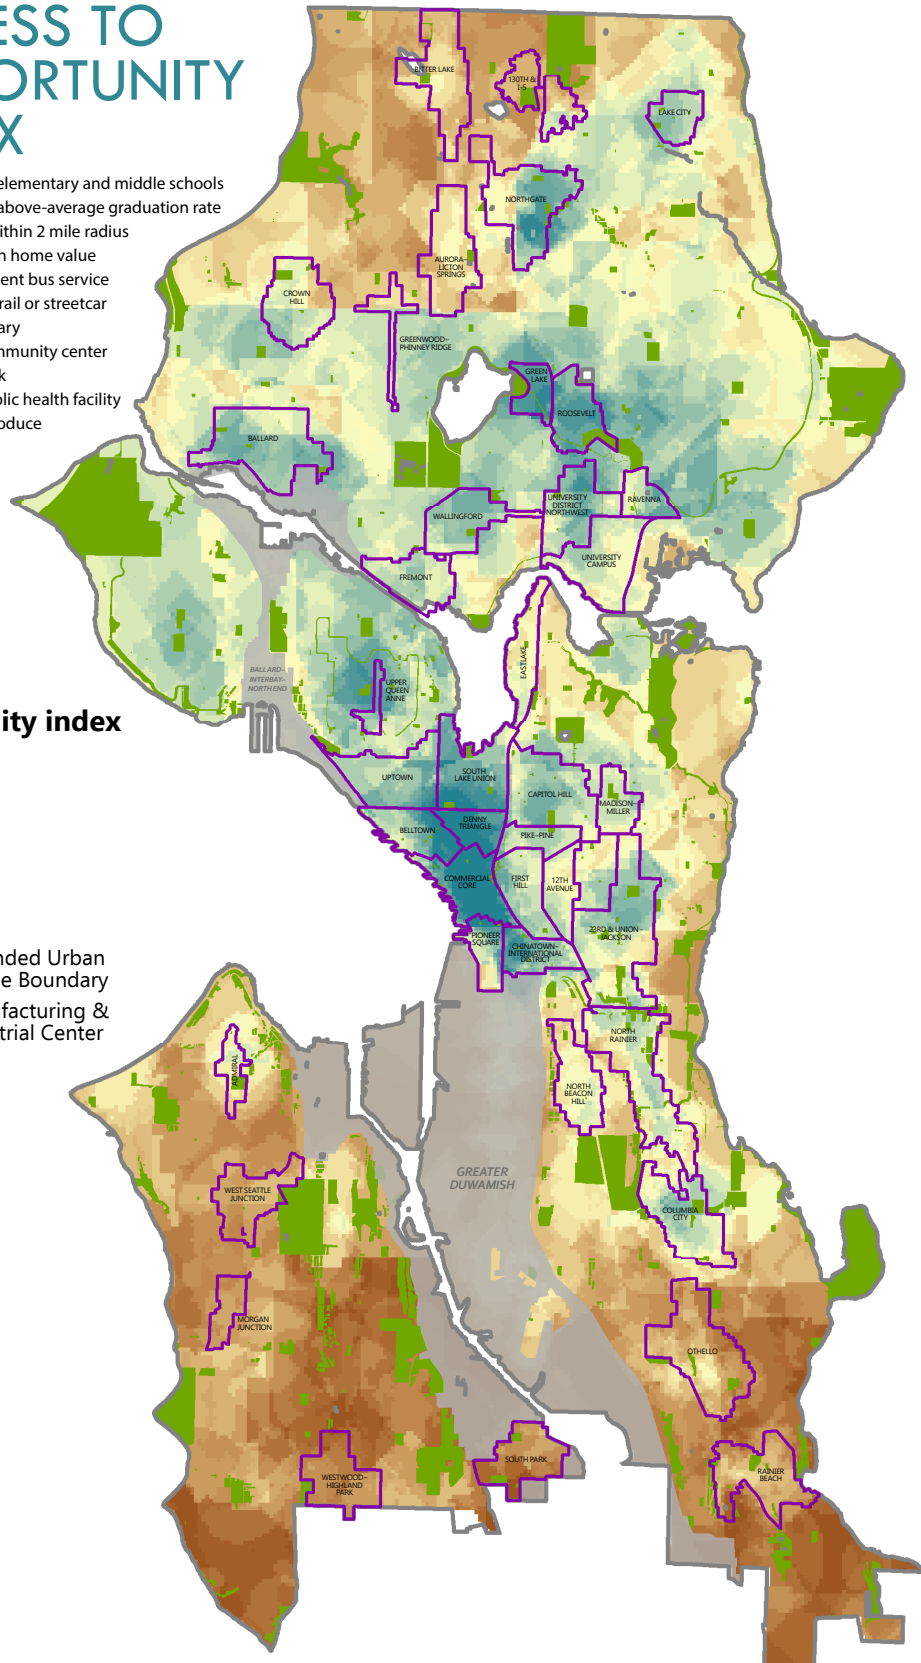 ESS TO
ORTUNITY
X
elementary and middle schools
above-average graduation rate
ithin 2 mile radius
n home value
ent bus service
rail or streetcar
ary
mmunity center
k
blic health facility
oduce
ity index
nded Urban
e Boundary
facturing &
trial Center
BITTER LAKE
130TH &
I-5
LAKE CITY
NORTHGATE
AURORA–
LICTON
SPRINGS
CROWN
HILL
GREENWOOD–
PHINNEY RIDGE
GREEN
LAKE
ROOSEVELT
BALLARD
WALLINGFORD
UNIVERSITY
DISTRICT
NORTHWEST
RAVENNA
UNIVERSITY
CAMPUS
FREMONT
EASTLAKE
BALLARD–
INTERBAY–
NORTHEND
UPPER
QUEEN
ANNE
UPTOWN
SOUTH
LAKE UNION
CAPITOL HILL
MADISON–
MILLER
BELLTOWN
DENNY
TRIANGLE
PIKE–PINE
COMMERCIAL
CORE
FIRST
HILL
12TH
AVENUE
23RD & UNION–
JACKSON
PIONEER
SQUARE
CHINATOWN–
INTERNATIONAL
DISTRICT
NORTH
RAINIER
ADMIRAL
NORTH
BEACON
HILL
GREATER
DUWAMISH
WEST SEATTLE
JUNCTION
COLUMBIA
CITY
MORGAN
JUNCTION
OTHELLO
SOUTH PARK
WESTWOOD–
HIGHLAND
PARK
RAINIER
BEACH